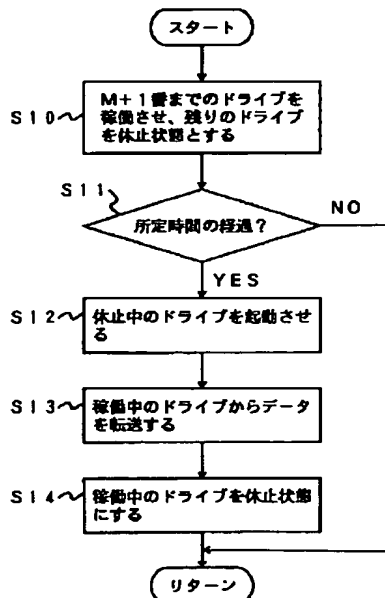 スタート
S10
M+1番までのドライブを
稼働させ、残りのドライブ
を休止状態とする
S11
所定時間の経過?
NO
YES
S12
休止中のドライブを起動させ
る
S13
稼働中のドライブからデータ
を転送する
S14
稼働中のドライブを休止状態
にする
リターン